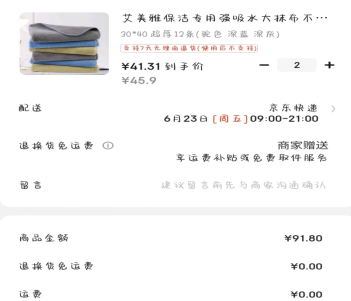 艾美雅保洁专用强吸水大抹布不…
30*40 超厚12条(驼色 深蓝 深灰)
支持7天无理由退货(使用后不支持)
¥41.31 到手价 − 2 +
¥45.9
配送 京东快递 >
6月23日 [周五] 09:00-21:00
退换货免运费 商家赠送
享运费补贴或免费取件服务
留言 建议留言前先与商家沟通确认
商品金额 ¥91.80
退换货免运费 ¥0.00
运费 ¥0.00